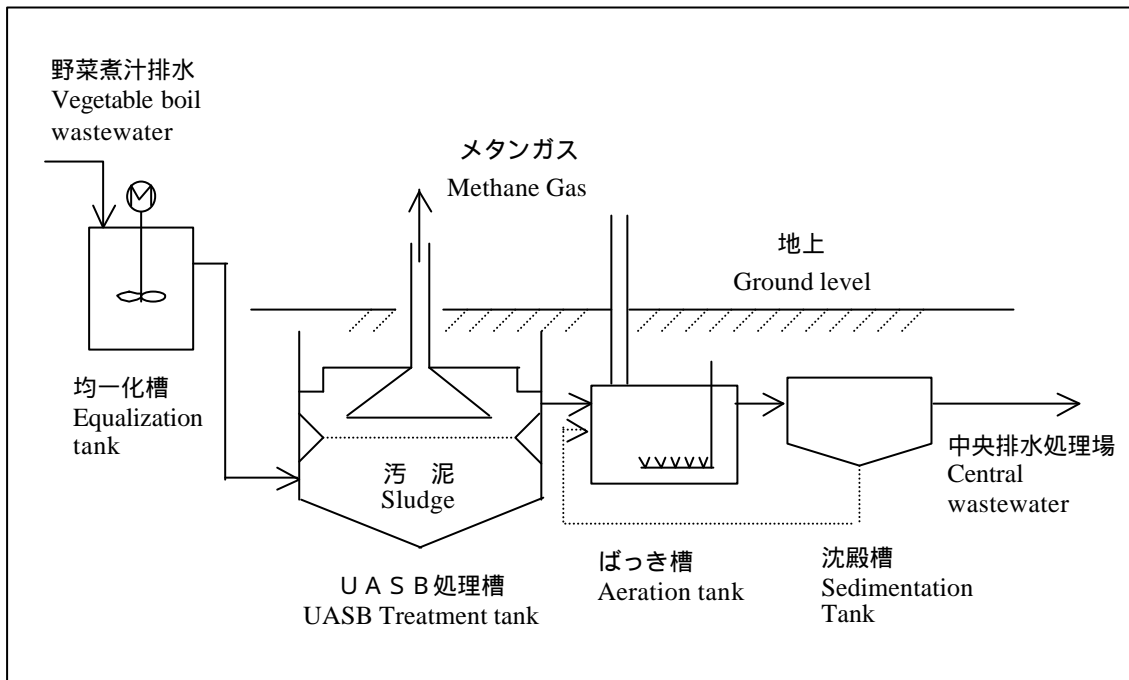 野菜煮汁排水
Vegetable boil
wastewater
M
メタンガス
Methane Gas
地上
Ground level
均一化槽
Equalization
tank
汚 泥
Sludge
ＵＡＳＢ処理槽
UASB Treatment tank
ばっき槽
Aeration tank
沈殿槽
Sedimentation
Tank
中央排水処理場
Central
wastewater